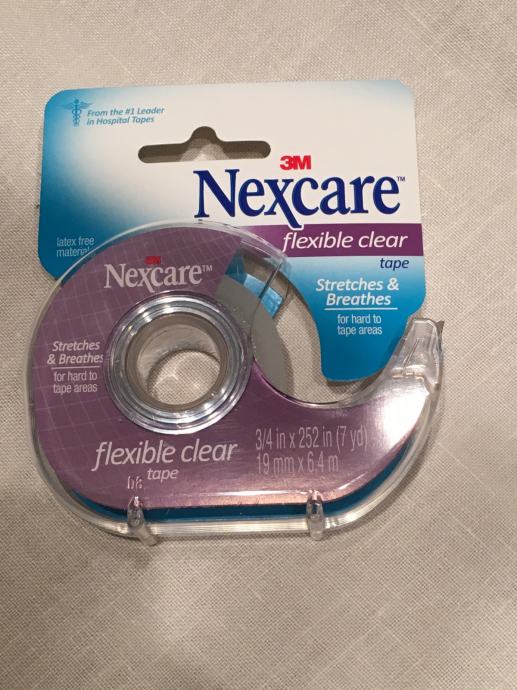 From the #1 Leader
in Hospital Tapes
3M
Nexcare™
flexible clear
tape
latex free
material
Stretches &
Breathes
for hard to
tape areas
3M
Nexcare™
Stretches
& Breathes
for hard to
tape areas
flexible clear
tape
3/4 in x 252 in (7 yd)
19 mm x 6,4 m